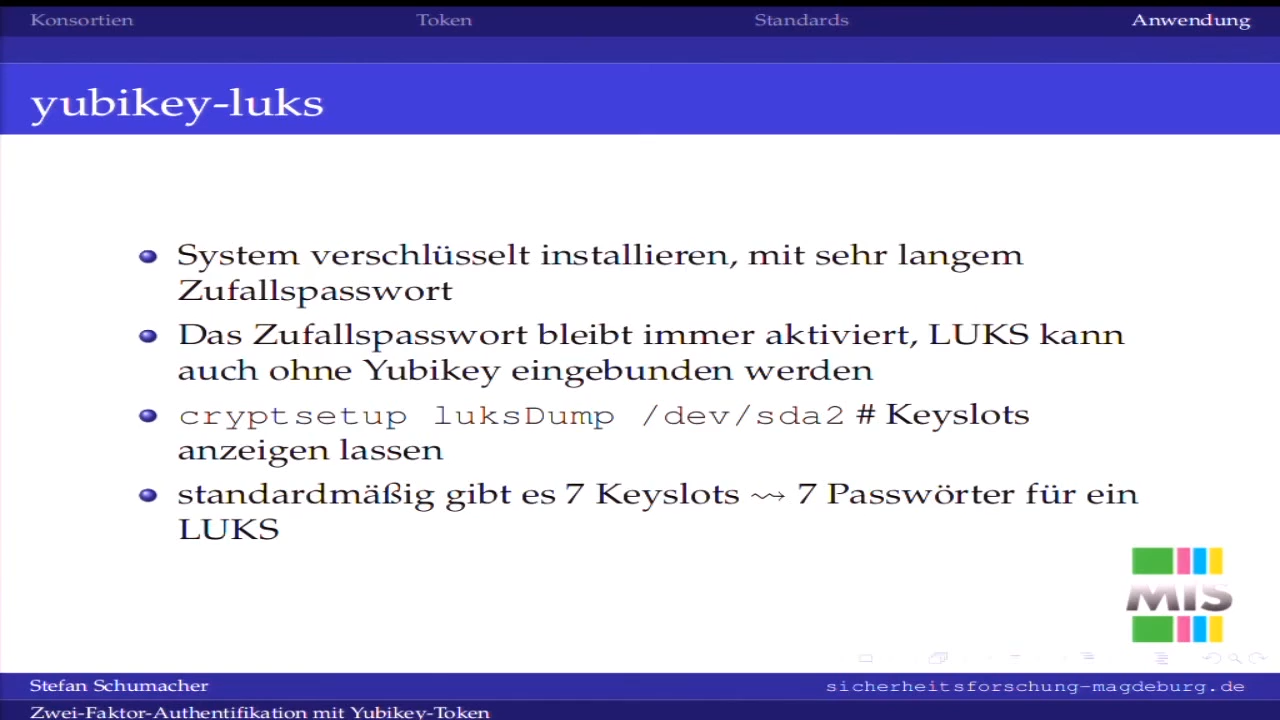 Konsortien Token Standards Anwendung
yubikey-luks
System verschlüsselt installieren, mit sehr langem
Zufallspasswort
Das Zufallspasswort bleibt immer aktiviert, LUKS kann
auch ohne Yubikey eingebunden werden
cryptsetup luksDump /dev/sda2 # Keyslots
anzeigen lassen
standardmäßig gibt es 7 Keyslots ⇝ 7 Passwörter für ein
LUKS
MIS
Stefan Schumacher sicherheitsforschung-magdeburg.de
Zwei-Faktor-Authentifikation mit Yubikey-Token